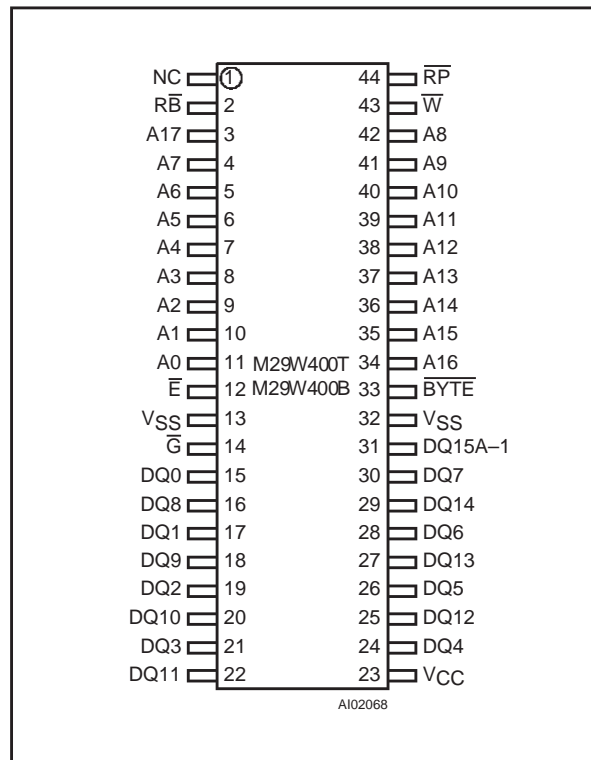 NC 1 44 R̅P̅
RB̅ 2 43 W̅
A17 3 42 A8
A7 4 41 A9
A6 5 40 A10
A5 6 39 A11
A4 7 38 A12
A3 8 37 A13
A2 9 36 A14
A1 10 35 A15
A0 11 M29W400T 34 A16
E̅ 12 M29W400B 33 B̅Y̅T̅E̅
VSS 13 32 VSS
G̅ 14 31 DQ15A–1
DQ0 15 30 DQ7
DQ8 16 29 DQ14
DQ1 17 28 DQ6
DQ9 18 27 DQ13
DQ2 19 26 DQ5
DQ10 20 25 DQ12
DQ3 21 24 DQ4
DQ11 22 23 VCC
AI02068